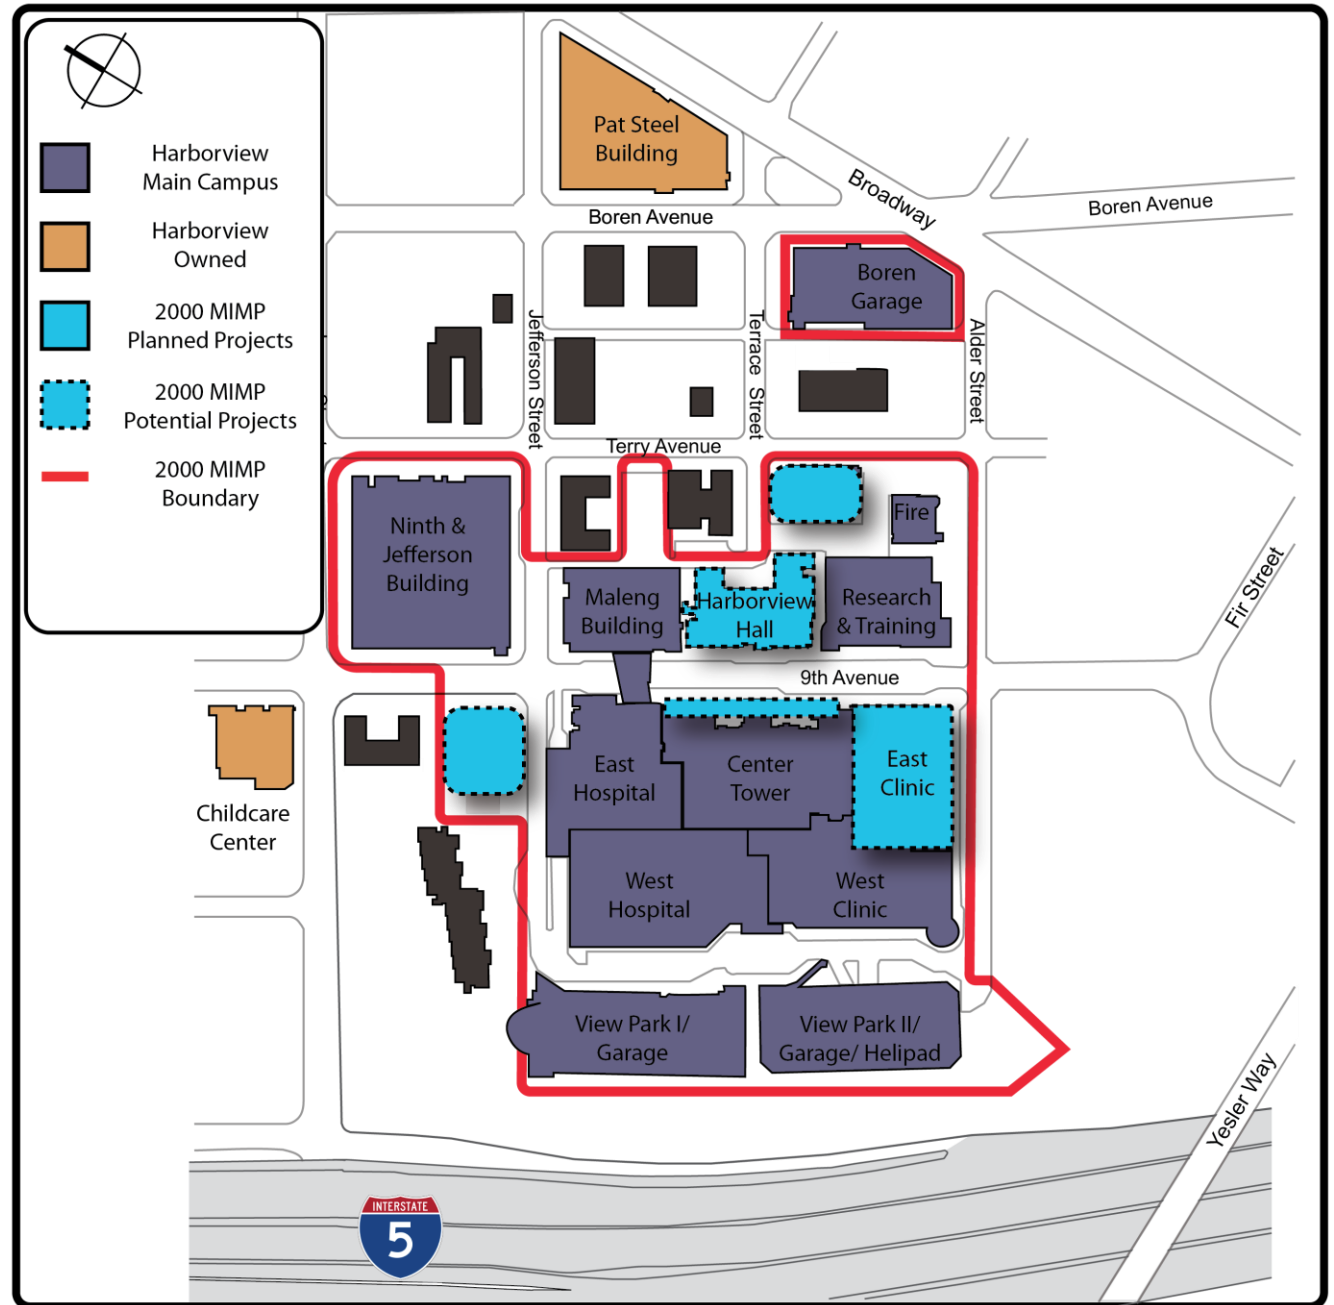 Harborview
Main Campus
Harborview
Owned
2000 MIMP
Planned Projects
2000 MIMP
Potential Projects
2000 MIMP
Boundary
Pat Steel
Building
Broadway
Boren Avenue
Boren Avenue
Boren
Garage
Jefferson Street
Terrace Street
Alder Street
Terry Avenue
Ninth &
Jefferson
Building
Fire
Maleng
Building
Harborview
Hall
Research
& Training
Fir Street
9th Avenue
East
Hospital
Center
Tower
East
Clinic
Childcare
Center
West
Hospital
West
Clinic
View Park I/
Garage
View Park II/
Garage/ Helipad
Yesler Way
INTERSTATE
5